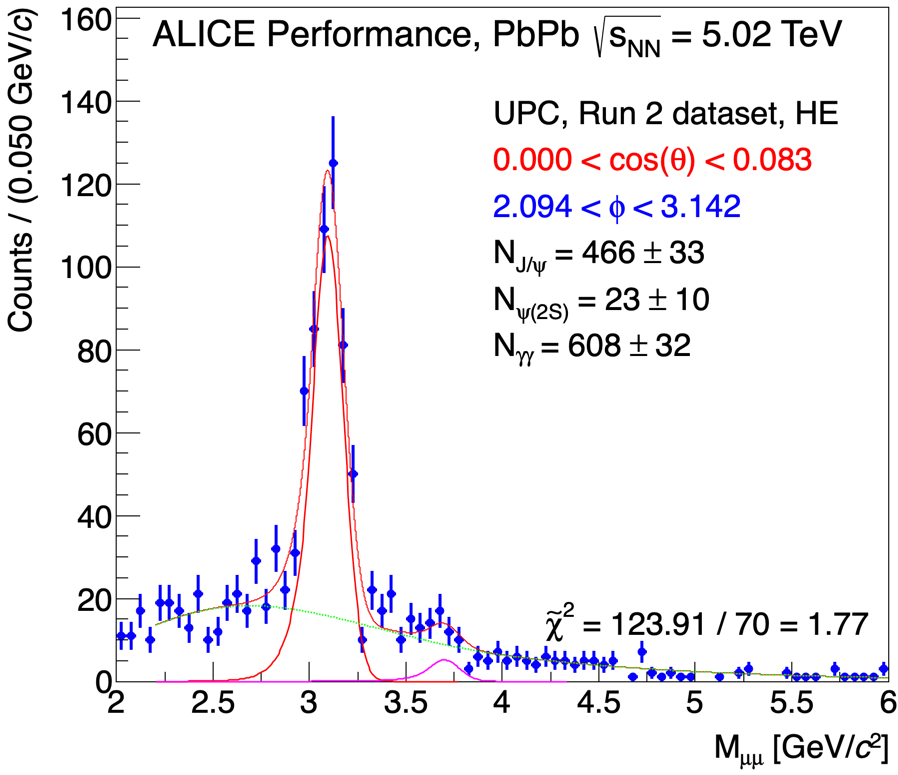 160
140
120
100
80
60
40
20
0
Counts / (0.050 GeV/c)
ALICE Performance, PbPb √sNN = 5.02 TeV
UPC, Run 2 dataset, HE
0.000 < cos(θ) < 0.083
2.094 < ϕ < 3.142
NJ/ψ = 466 ± 33
Nψ(2S) = 23 ± 10
Nγγ = 608 ± 32
χ̃² = 123.91 / 70 = 1.77
2 2.5 3 3.5 4 4.5 5 5.5 6
Mμμ [GeV/c²]